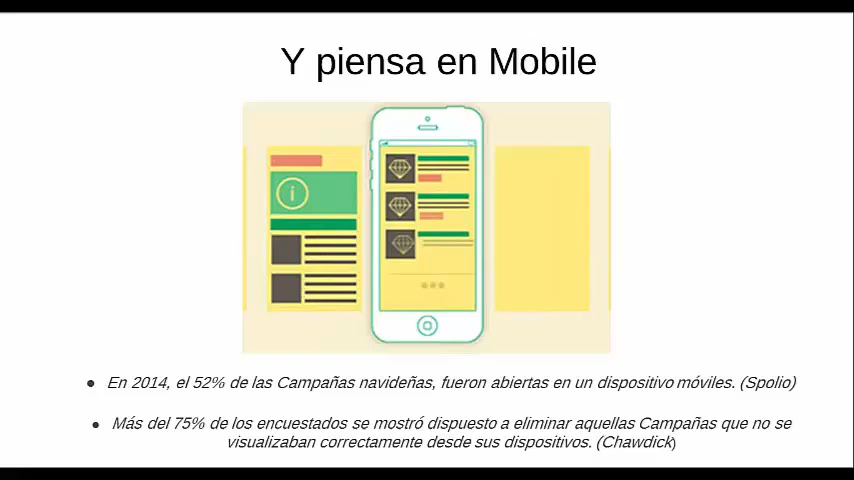 Y piensa en Mobile
i
● En 2014, el 52% de las Campañas navideñas, fueron abiertas en un dispositivo móviles. (Spolio)
● Más del 75% de los encuestados se mostró dispuesto a eliminar aquellas Campañas que no se
visualizaban correctamente desde sus dispositivos. (Chawdick)